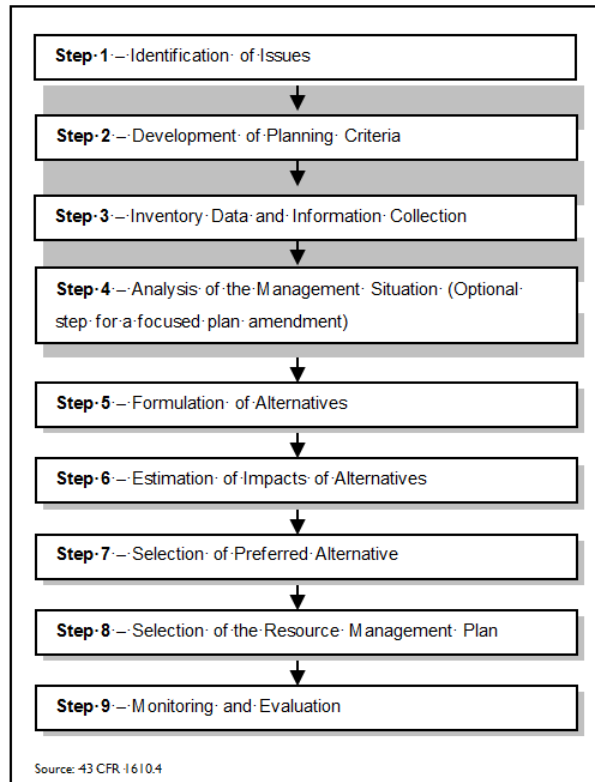 Step·1·–·Identification·of·Issues
Step·2·–·Development·of·Planning·Criteria
Step·3·–·Inventory·Data·and·Information·Collection
Step·4·–·Analysis·of·the·Management·Situation·(Optional·
step·for·a·focused·plan·amendment)
Step·5·–·Formulation·of·Alternatives
Step·6·–·Estimation·of·Impacts·of·Alternatives
Step·7·–·Selection·of·Preferred·Alternative
Step·8·–·Selection·of·the·Resource·Management·Plan
Step·9·–·Monitoring·and·Evaluation
Source:·43·CFR·1610.4